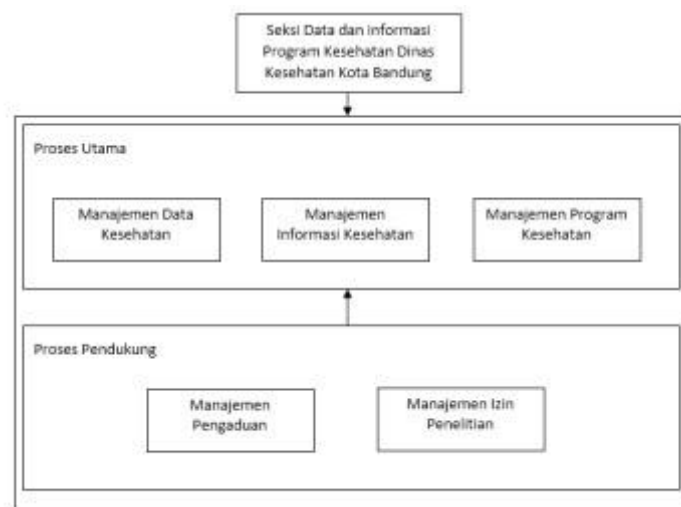 Seksi Data dan Informasi
Program Kesehatan Dinas
Kesehatan Kota Bandung
Proses Utama
Manajemen Data
Kesehatan
Manajemen
Informasi Kesehatan
Manajemen Program
Kesehatan
Proses Pendukung
Manajemen
Pengaduan
Manajemen Izin
Penelitian